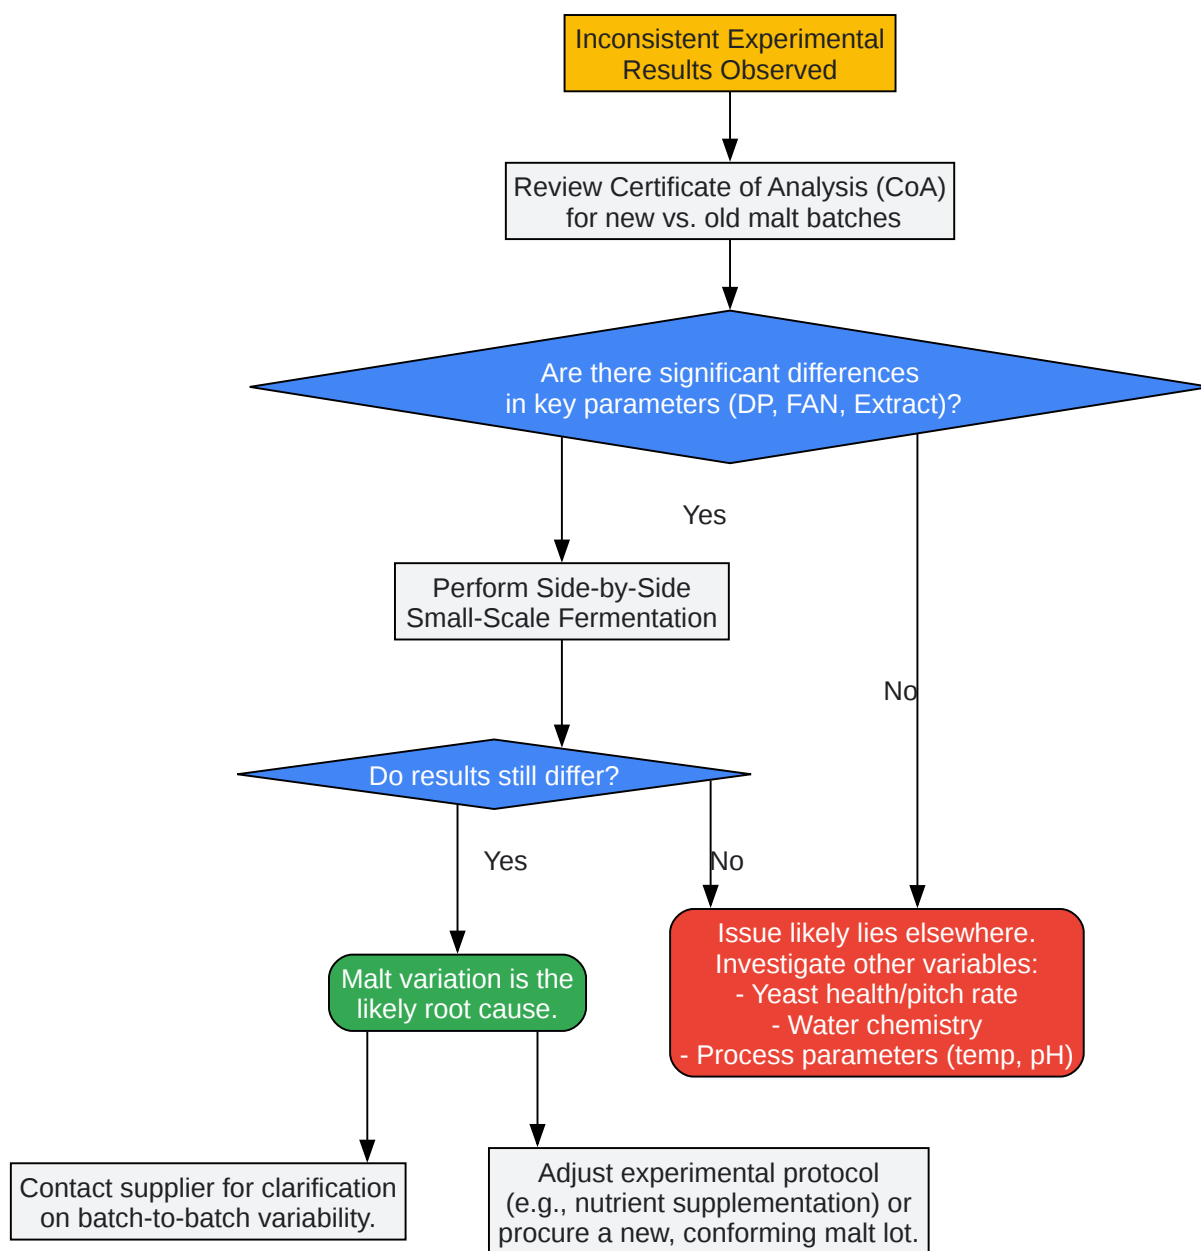 Inconsistent Experimental
Results Observed
Review Certificate of Analysis (CoA)
for new vs. old malt batches
Are there significant differences
in key parameters (DP, FAN, Extract)?
Yes
Perform Side-by-Side
Small-Scale Fermentation
No
Do results still differ?
Yes
No
Issue likely lies elsewhere.
Investigate other variables:
- Yeast health/pitch rate
- Water chemistry
- Process parameters (temp, pH)
Malt variation is the
likely root cause.
Contact supplier for clarification
on batch-to-batch variability.
Adjust experimental protocol
(e.g., nutrient supplementation) or
procure a new, conforming malt lot.